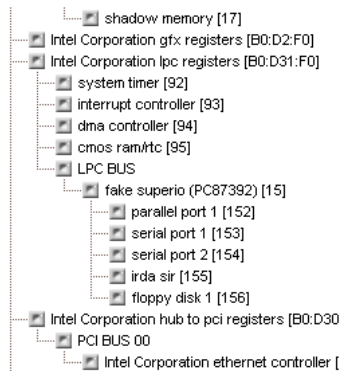 shadow memory [17]
Intel Corporation gfx registers [B0:D2:F0]
Intel Corporation lpc registers [B0:D31:F0]
system timer [92]
interrupt controller [93]
dma controller [94]
cmos ram/rtc [95]
LPC BUS
fake superio (PC87392) [15]
parallel port 1 [152]
serial port 1 [153]
serial port 2 [154]
irda sir [155]
floppy disk 1 [156]
Intel Corporation hub to pci registers [B0:D30
PCI BUS 00
Intel Corporation ethernet controller [